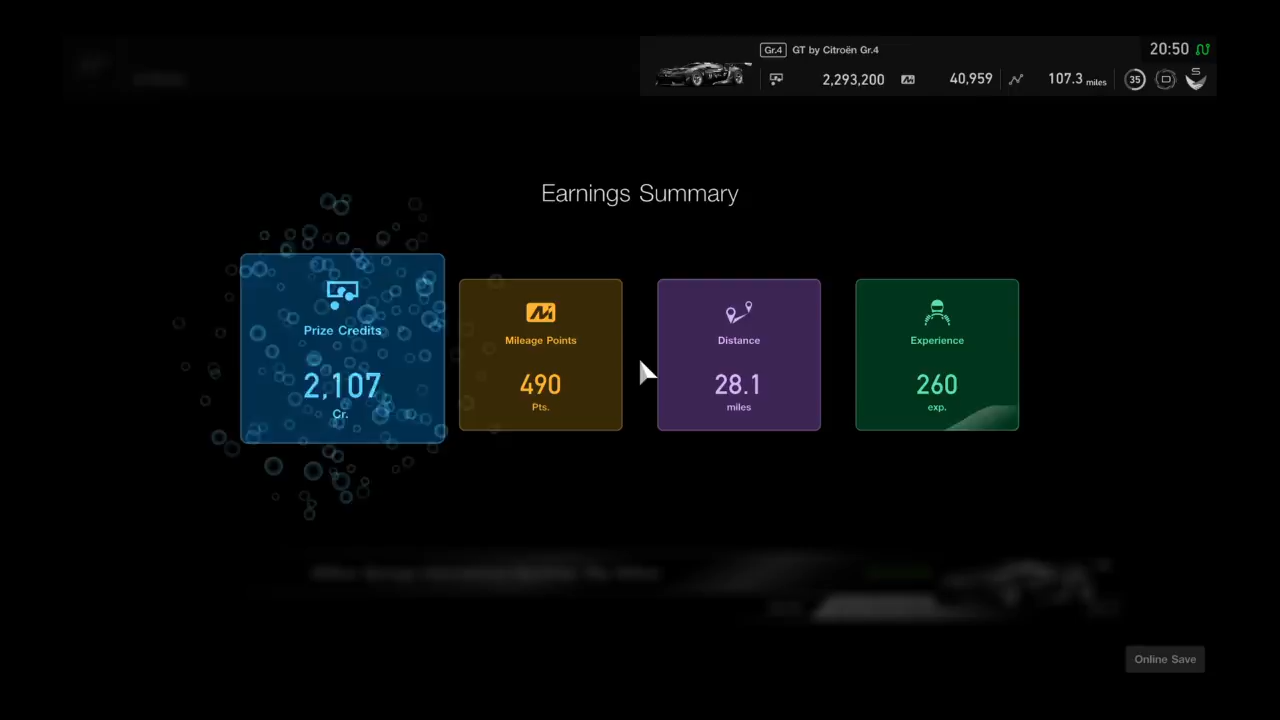 Gr.4 GT by Citroën Gr.4 20:50
2,293,200 40,959 107.3 miles 35 S
Earnings Summary
Prize Credits
2,107
Cr.
Mileage Points
490
Pts.
Distance
28.1
miles
Experience
260
exp.
Online Save